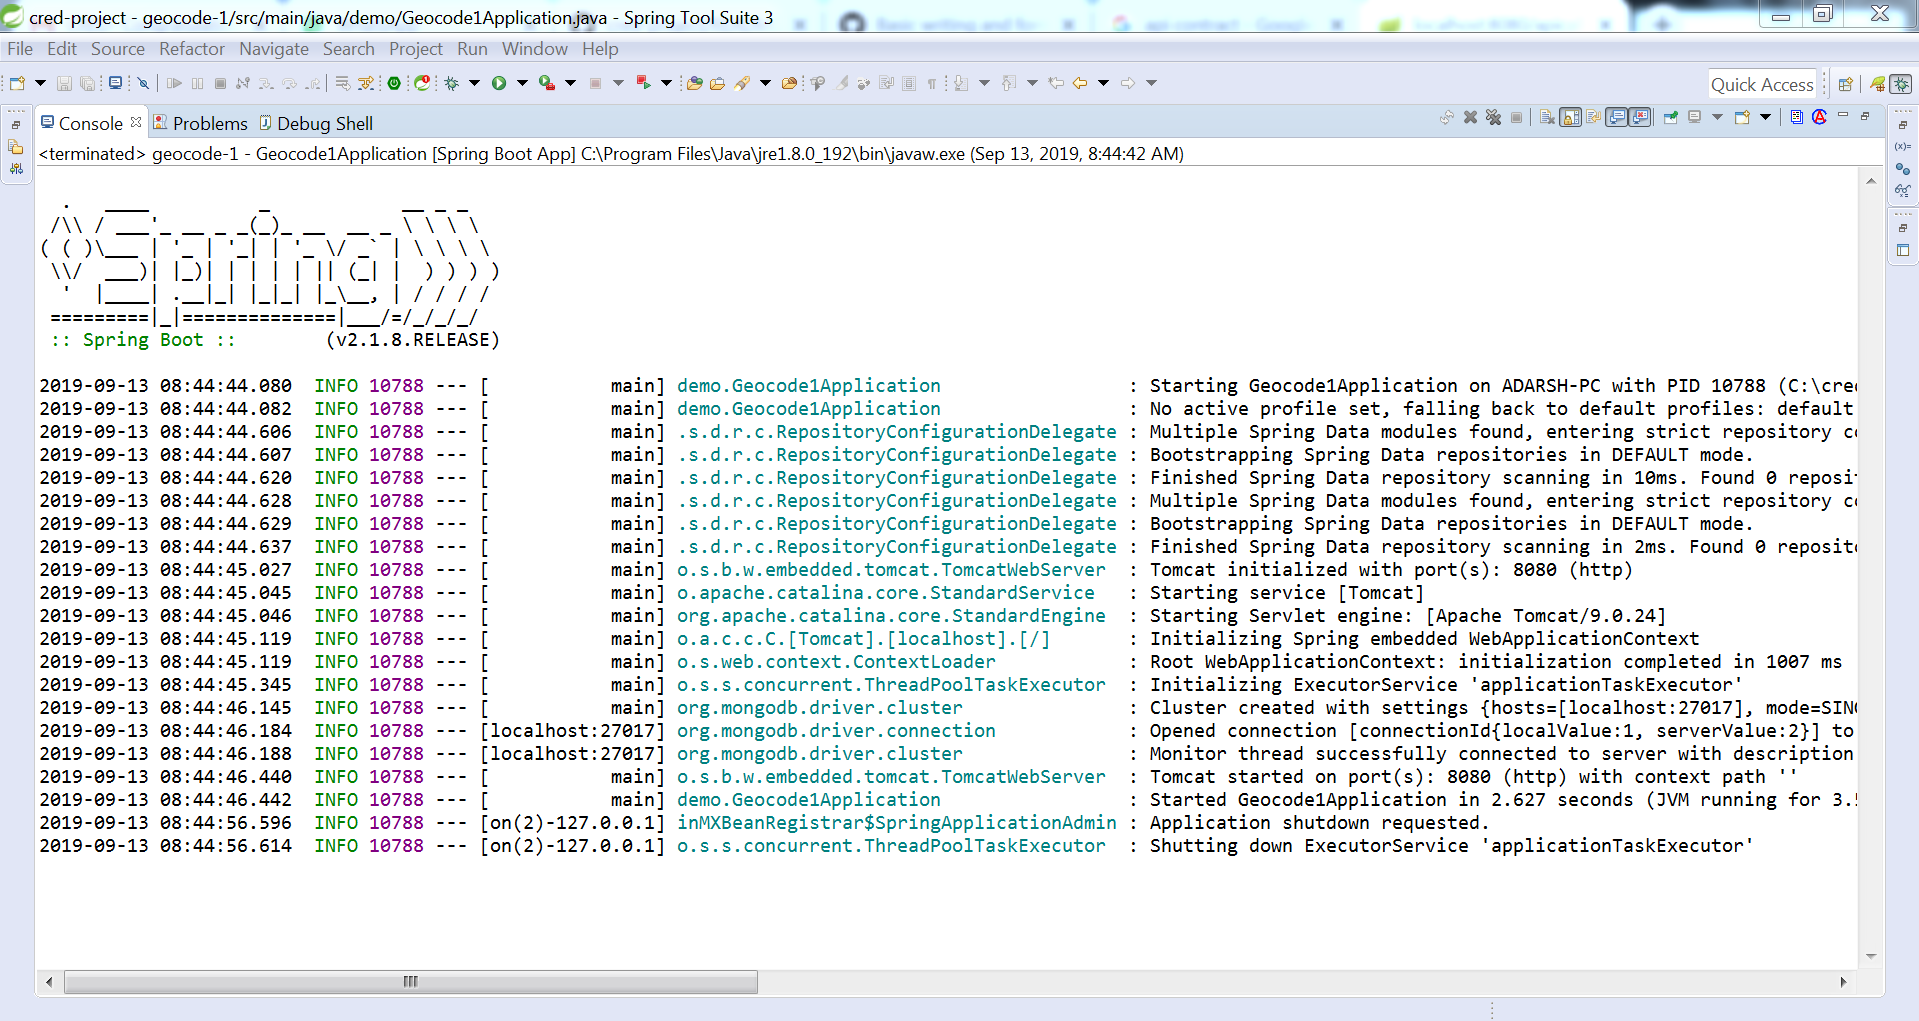 cred-project - geocode-1/src/main/java/demo/Geocode1Application.java - Spring Tool Suite 3
File Edit Source Refactor Navigate Search Project Run Window Help
Quick Access
Console Problems Debug Shell
<terminated> geocode-1 - Geocode1Application [Spring Boot App] C:\Program Files\Java\jre1.8.0_192\bin\javaw.exe (Sep 13, 2019, 8:44:42 AM)
Spring
:: Spring Boot :: (v2.1.8.RELEASE)
2019-09-13 08:44:44.080 INFO 10788 --- [ main] demo.Geocode1Application : Starting Geocode1Application on ADARSH-PC with PID 10788 (C:\cred
2019-09-13 08:44:44.082 INFO 10788 --- [ main] demo.Geocode1Application : No active profile set, falling back to default profiles: default
2019-09-13 08:44:44.606 INFO 10788 --- [ main] .s.d.r.c.RepositoryConfigurationDelegate : Multiple Spring Data modules found, entering strict repository co
2019-09-13 08:44:44.607 INFO 10788 --- [ main] .s.d.r.c.RepositoryConfigurationDelegate : Bootstrapping Spring Data repositories in DEFAULT mode.
2019-09-13 08:44:44.620 INFO 10788 --- [ main] .s.d.r.c.RepositoryConfigurationDelegate : Finished Spring Data repository scanning in 10ms. Found 0 reposit
2019-09-13 08:44:44.628 INFO 10788 --- [ main] .s.d.r.c.RepositoryConfigurationDelegate : Multiple Spring Data modules found, entering strict repository co
2019-09-13 08:44:44.629 INFO 10788 --- [ main] .s.d.r.c.RepositoryConfigurationDelegate : Bootstrapping Spring Data repositories in DEFAULT mode.
2019-09-13 08:44:44.637 INFO 10788 --- [ main] .s.d.r.c.RepositoryConfigurationDelegate : Finished Spring Data repository scanning in 2ms. Found 0 reposito
2019-09-13 08:44:45.027 INFO 10788 --- [ main] o.s.b.w.embedded.tomcat.TomcatWebServer : Tomcat initialized with port(s): 8080 (http)
2019-09-13 08:44:45.045 INFO 10788 --- [ main] o.apache.catalina.core.StandardService : Starting service [Tomcat]
2019-09-13 08:44:45.046 INFO 10788 --- [ main] org.apache.catalina.core.StandardEngine : Starting Servlet engine: [Apache Tomcat/9.0.24]
2019-09-13 08:44:45.119 INFO 10788 --- [ main] o.a.c.c.C.[Tomcat].[localhost].[/] : Initializing Spring embedded WebApplicationContext
2019-09-13 08:44:45.119 INFO 10788 --- [ main] o.s.web.context.ContextLoader : Root WebApplicationContext: initialization completed in 1007 ms
2019-09-13 08:44:45.345 INFO 10788 --- [ main] o.s.s.concurrent.ThreadPoolTaskExecutor : Initializing ExecutorService 'applicationTaskExecutor'
2019-09-13 08:44:46.145 INFO 10788 --- [ main] org.mongodb.driver.cluster : Cluster created with settings {hosts=[localhost:27017], mode=SING
2019-09-13 08:44:46.184 INFO 10788 --- [localhost:27017] org.mongodb.driver.connection : Opened connection [connectionId{localValue:1, serverValue:2}] to
2019-09-13 08:44:46.188 INFO 10788 --- [localhost:27017] org.mongodb.driver.cluster : Monitor thread successfully connected to server with description
2019-09-13 08:44:46.440 INFO 10788 --- [ main] o.s.b.w.embedded.tomcat.TomcatWebServer : Tomcat started on port(s): 8080 (http) with context path ''
2019-09-13 08:44:46.442 INFO 10788 --- [ main] demo.Geocode1Application : Started Geocode1Application in 2.627 seconds (JVM running for 3.5
2019-09-13 08:44:56.596 INFO 10788 --- [on(2)-127.0.0.1] inMXBeanRegistrar$SpringApplicationAdmin : Application shutdown requested.
2019-09-13 08:44:56.614 INFO 10788 --- [on(2)-127.0.0.1] o.s.s.concurrent.ThreadPoolTaskExecutor : Shutting down ExecutorService 'applicationTaskExecutor'